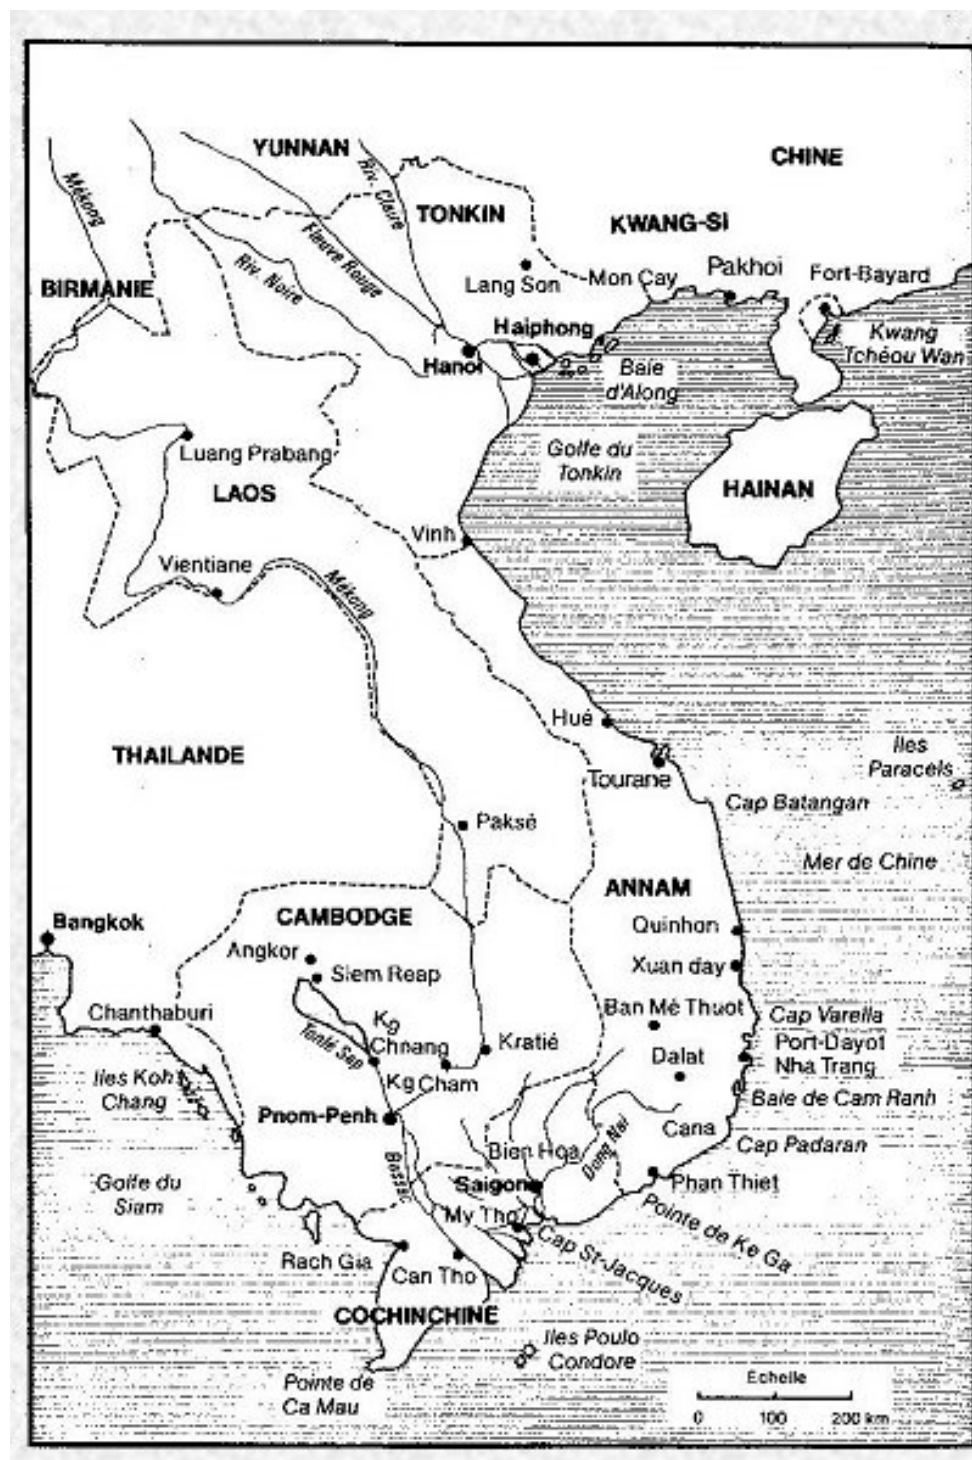 YUNNAN
CHINE
Mékong
Riv. Claire
TONKIN
KWANG-SI
Fleuve Rouge
Riv. Noire
BIRMANIE
Lang Son
Mon Cay
Pakhoi
Fort-Bayard
Haiphong
Kwang
Tchéou Wan
Hanoi
Baie
d'Along
Luang Prabang
Golfe du
Tonkin
LAOS
HAINAN
Vinh
Vientiane
Mékong
Hué
Iles
Paracels
THAILANDE
Tourane
Cap Batangan
Paksé
Mer de Chine
ANNAM
CAMBODGE
Bangkok
Quinhon
Angkor
Siem Reap
Xuan day
Chanthaburi
Ban Mé Thuot
Cap Varella
Kg
Chnang
Kratié
Port-Dayot
Tonlé Sap
Dalat
Nha Trang
Iles Koh
Chang
Kg Cham
Baie de Cam Ranh
Pnom-Penh
Cana
Cap Padaran
Bien Hoa
Dong Nai
Bassac
Golfe du
Siam
Saigon
Phan Thiet
My Tho
Pointe de Ke Ga
Cap St-Jacques
Rach Gia
Can Tho
COCHINCHINE
Iles Poulo
Condore
Pointe de
Ca Mau
Echelle
0 100 200 km